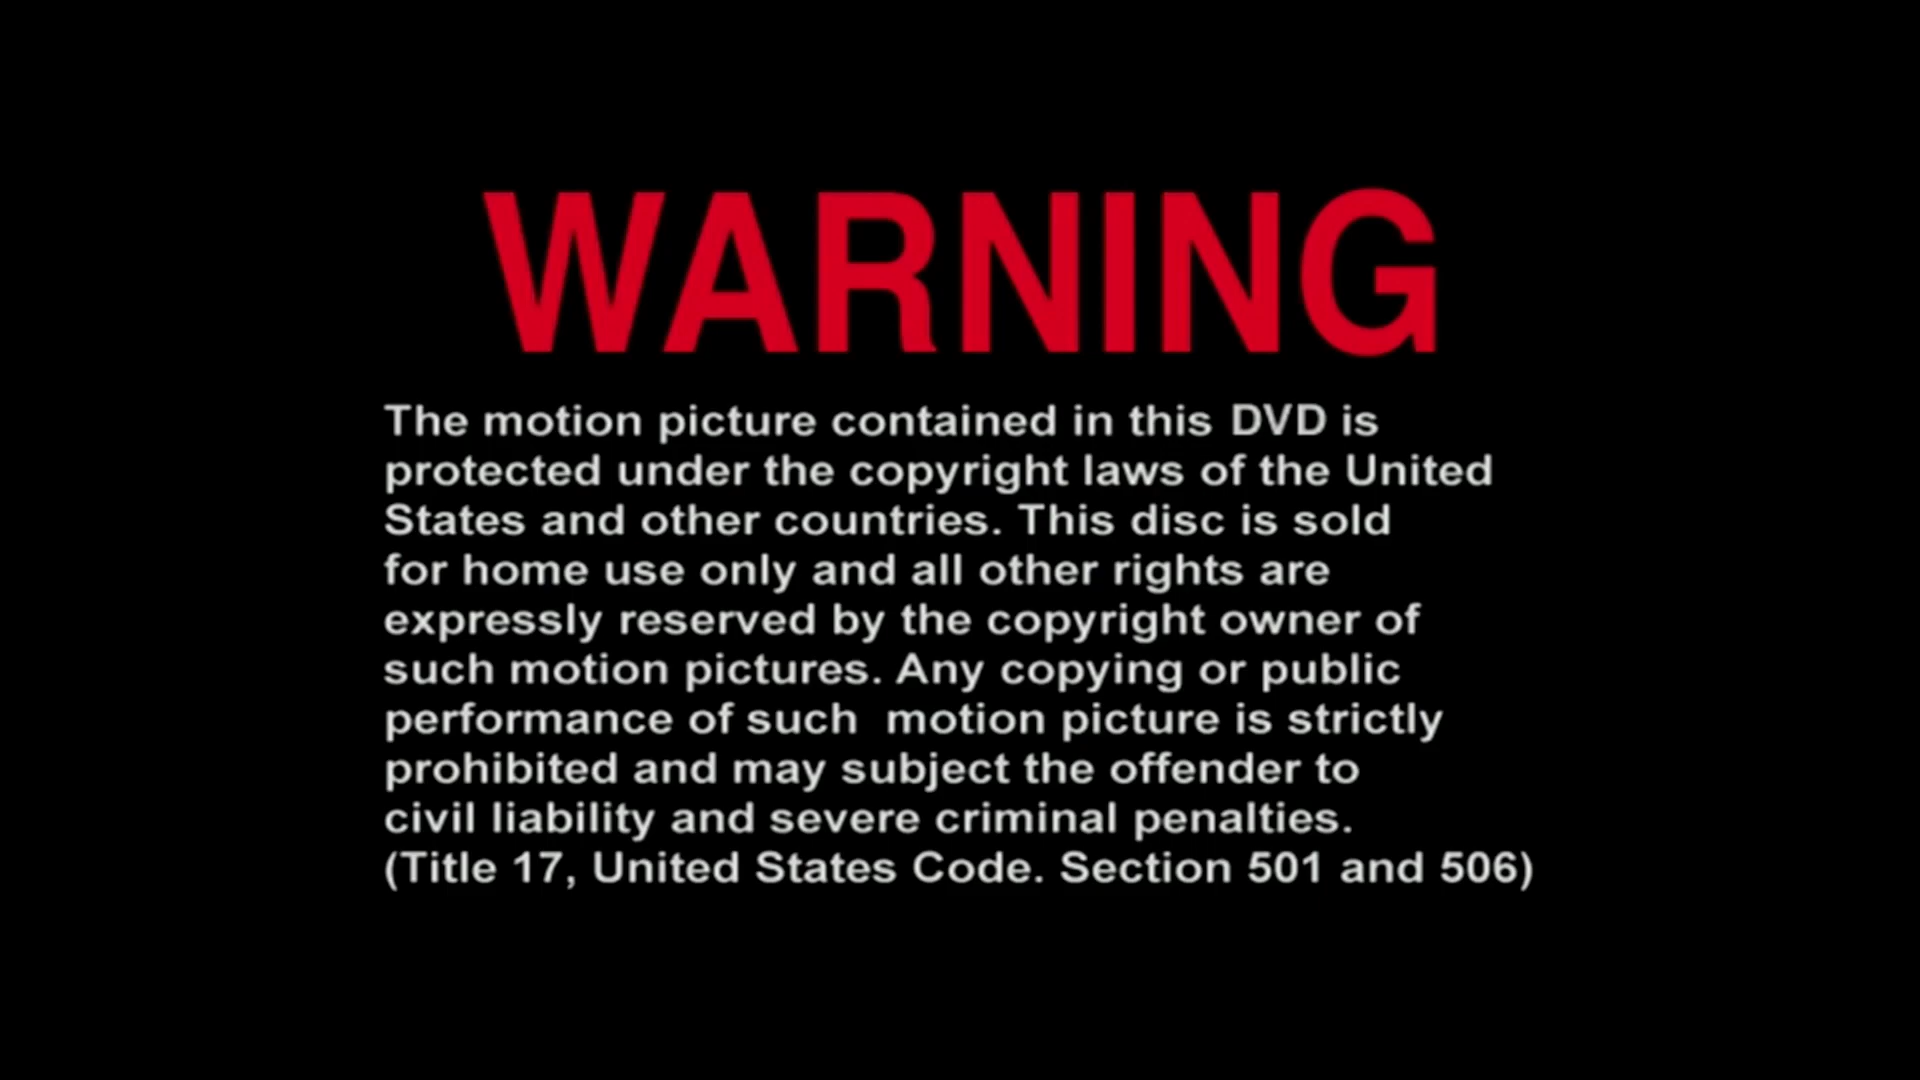 WARNING
The motion picture contained in this DVD is
protected under the copyright laws of the United
States and other countries. This disc is sold
for home use only and all other rights are
expressly reserved by the copyright owner of
such motion pictures. Any copying or public
performance of such  motion picture is strictly
prohibited and may subject the offender to
civil liability and severe criminal penalties.
(Title 17, United States Code. Section 501 and 506)